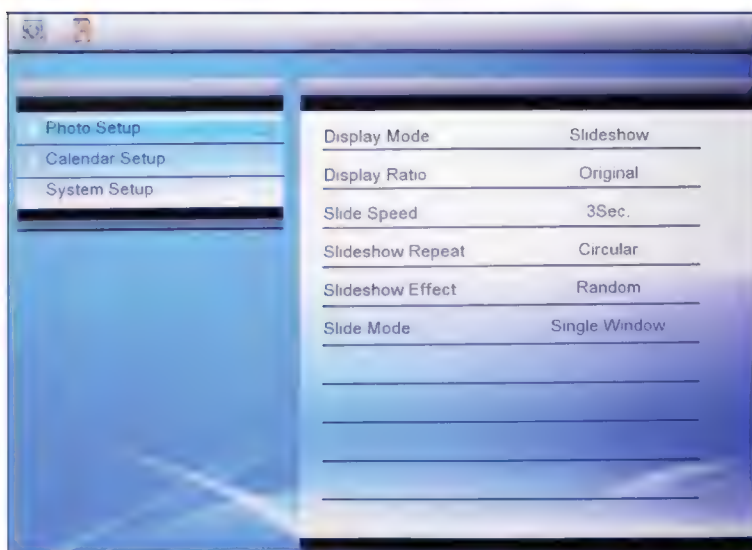 Photo Setup
Calendar Setup
System Setup
Display Mode Slideshow
Display Ratio Original
Slide Speed 3Sec.
Slideshow Repeat Circular
Slideshow Effect Random
Slide Mode Single Window